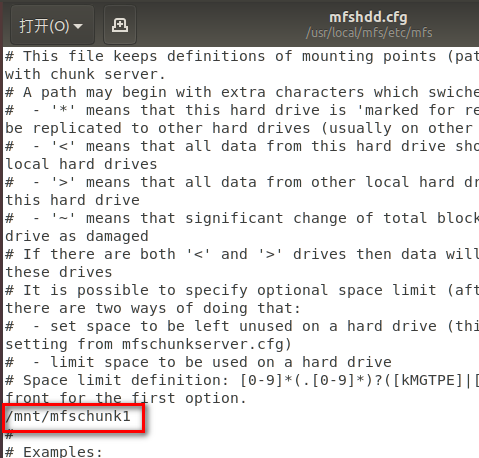 打开(O)
mfshdd.cfg
/usr/local/mfs/etc/mfs
# This file keeps definitions of mounting points (pat
with chunk server.
# A path may begin with extra characters which swiche
#  - '*' means that this hard drive is 'marked for re
be replicated to other hard drives (usually on other
#  - '<' means that all data from this hard drive sho
local hard drives
#  - '>' means that all data from other local hard dr
this hard drive
#  - '~' means that significant change of total block
drive as damaged
# If there are both '<' and '>' drives then data will
these drives
# It is possible to specify optional space limit (aft
there are two ways of doing that:
#  - set space to be left unused on a hard drive (thi
setting from mfschunkserver.cfg)
#  - limit space to be used on a hard drive
# Space limit definition: [0-9]*(.[0-9]*)?([kMGTPE]|[
front for the first option.
/mnt/mfschunk1
#
# Examples: